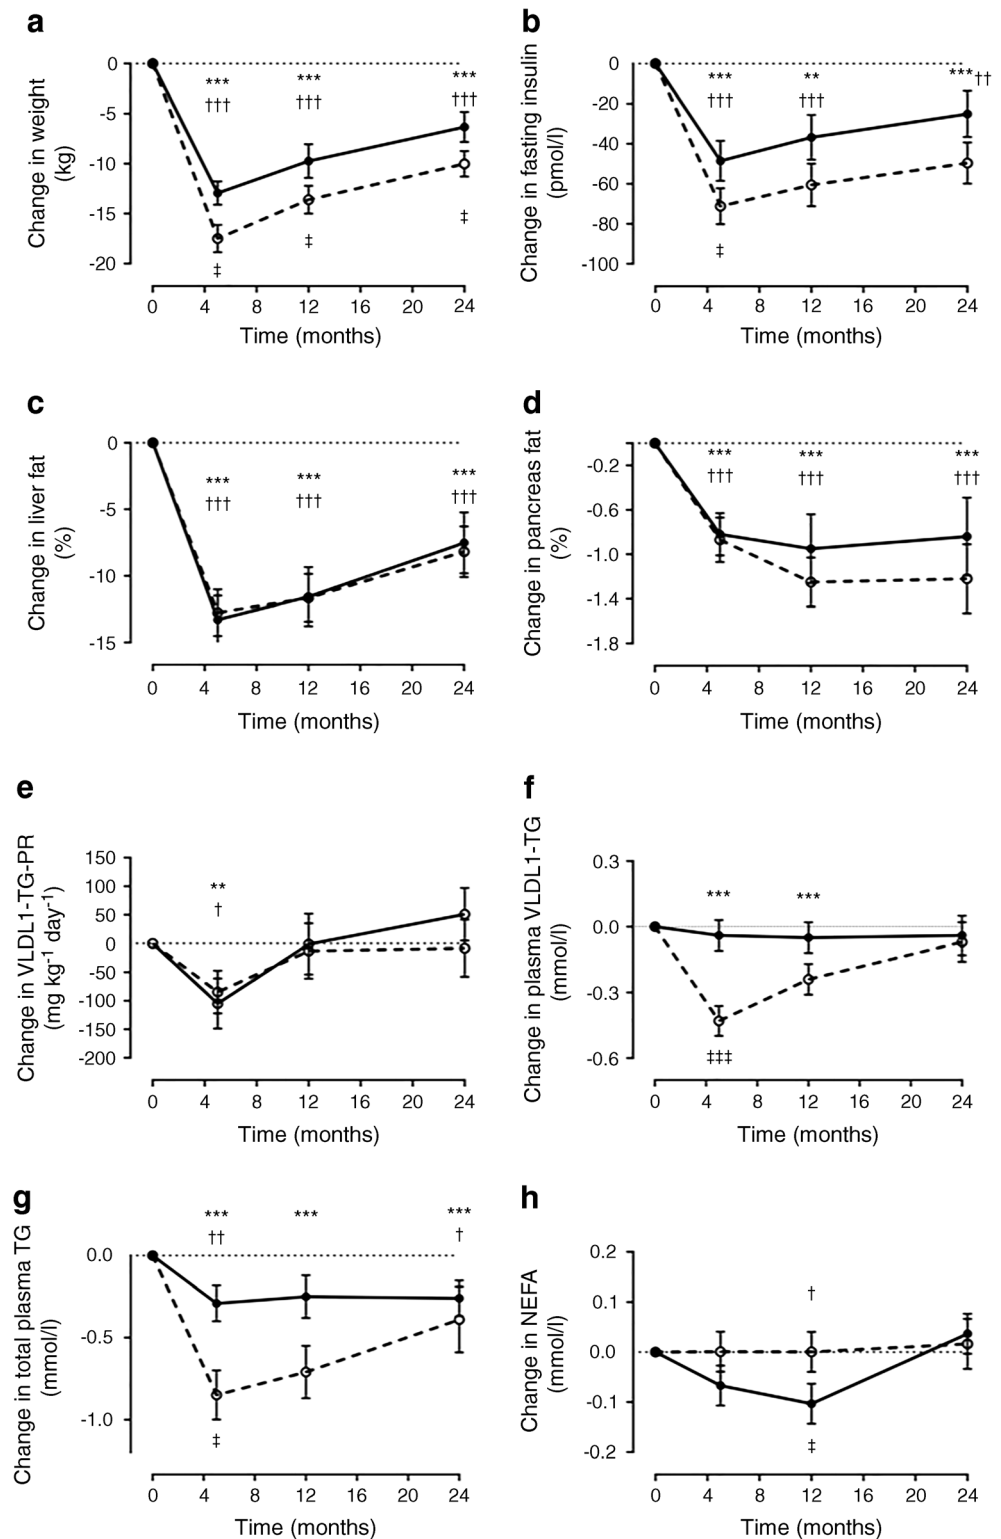 a
Change in weight
(kg)
0
-5
-10
-15
-20
***
†††
***
†††
***
†††
‡
‡
‡
0 4 8 12 16 20 24
Time (months)
b
Change in fasting insulin
(pmol/l)
0
-20
-40
-60
-80
-100
***
†††
**
†††
***††
‡
0 4 8 12 16 20 24
Time (months)
c
Change in liver fat
(%)
0
-5
-10
-15
***
†††
***
†††
***
†††
0 4 8 12 16 20 24
Time (months)
d
Change in pancreas fat
(%)
-0.2
-0.6
-1.0
-1.4
-1.8
***
†††
***
†††
***
†††
0 4 8 12 16 20 24
Time (months)
e
Change in VLDL1-TG-PR
(mg kg⁻¹ day⁻¹)
150
100
50
0
-50
-100
-150
-200
**
†
0 4 8 12 16 20 24
Time (months)
f
Change in plasma VLDL1-TG
(mmol/l)
0.3
0.0
-0.3
-0.6
***
***
‡‡‡
0 4 8 12 16 20 24
Time (months)
g
Change in total plasma TG
(mmol/l)
0.0
-0.5
-1.0
***
††
***
***
†
‡
0 4 8 12 16 20 24
Time (months)
h
Change in NEFA
(mmol/l)
0.2
0.1
0.0
-0.1
-0.2
†
‡
0 4 8 12 16 20 24
Time (months)